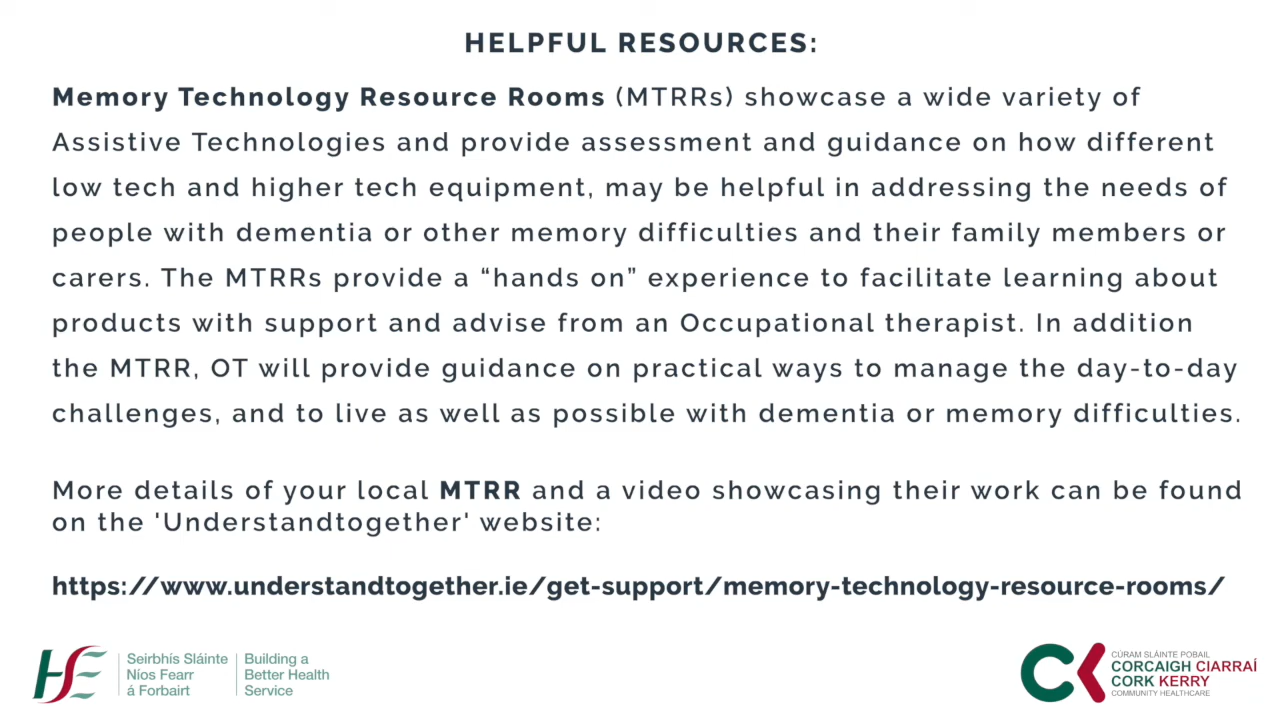 HELPFUL RESOURCES:
Memory Technology Resource Rooms (MTRRs) showcase a wide variety of
Assistive Technologies and provide assessment and guidance on how different
low tech and higher tech equipment, may be helpful in addressing the needs of
people with dementia or other memory difficulties and their family members or
carers. The MTRRs provide a “hands on” experience to facilitate learning about
products with support and advise from an Occupational therapist. In addition
the MTRR, OT will provide guidance on practical ways to manage the day-to-day
challenges, and to live as well as possible with dementia or memory difficulties.
More details of your local MTRR and a video showcasing their work can be found
on the 'Understandtogether' website:
https://www.understandtogether.ie/get-support/memory-technology-resource-rooms/
HSE
Seirbhís Sláinte
Níos Fearr
á Forbairt
Building a
Better Health
Service
CK
CÚRAM SLÁINTE POBAIL
CORCAIGH CIARRAÍ
CORK KERRY
COMMUNITY HEALTHCARE